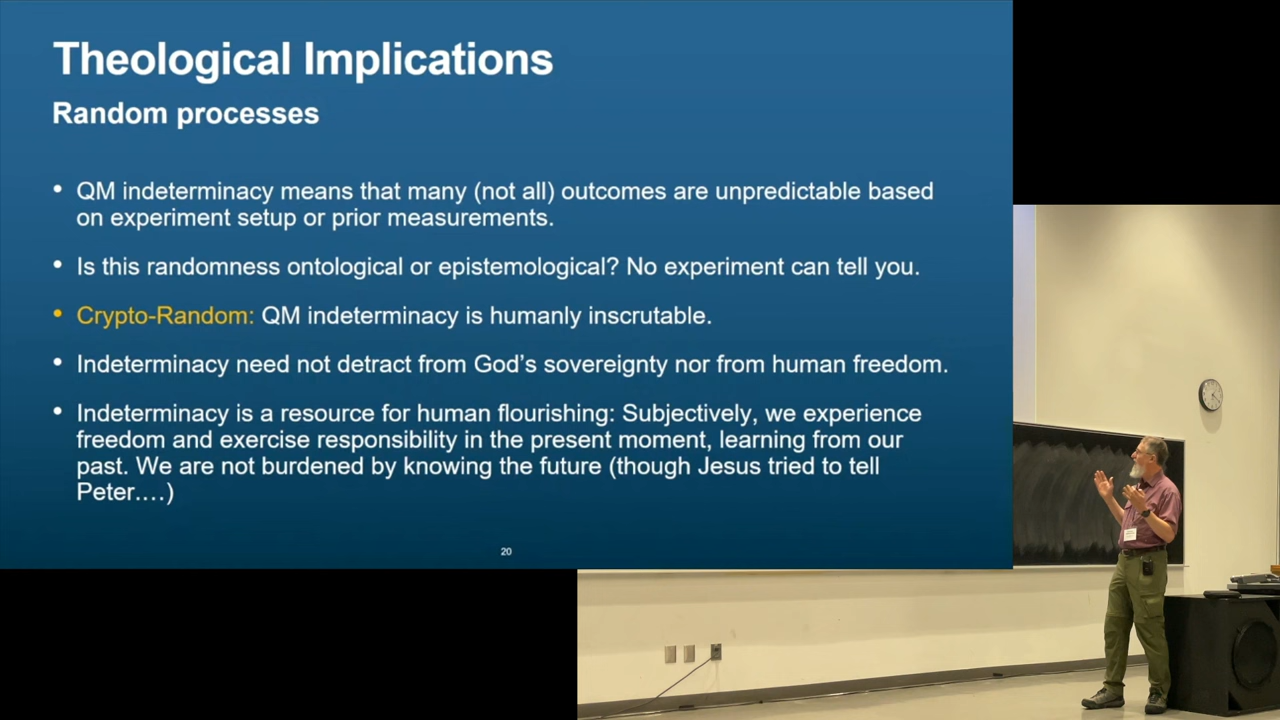 Theological Implications
Random processes
• QM indeterminacy means that many (not all) outcomes are unpredictable based
on experiment setup or prior measurements.
• Is this randomness ontological or epistemological? No experiment can tell you.
• Crypto-Random: QM indeterminacy is humanly inscrutable.
• Indeterminacy need not detract from God’s sovereignty nor from human freedom.
• Indeterminacy is a resource for human flourishing: Subjectively, we experience
freedom and exercise responsibility in the present moment, learning from our
past. We are not burdened by knowing the future (though Jesus tried to tell
Peter.…)
20